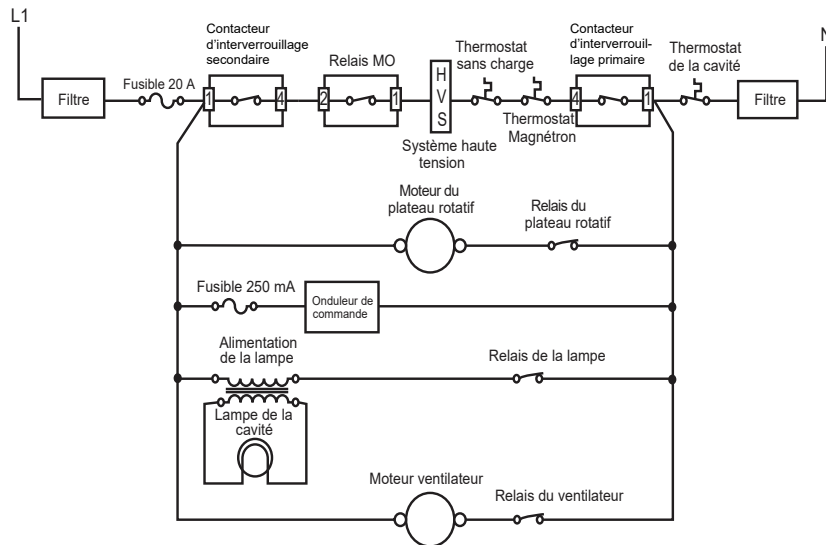 L1
N
Contacteur
d'interverrouillage
secondaire
Relais MO
Thermostat
sans charge
Contacteur
d'interverrouil-
lage primaire
Thermostat
de la cavité
Fusible 20 A
Filtre
1
4
2
1
H
V
S
4
1
Filtre
Système haute
tension
Thermostat
Magnétron
Moteur du
plateau rotatif
Relais du
plateau rotatif
Fusible 250 mA
Onduleur de
commande
Alimentation
de la lampe
Relais de la lampe
Lampe de la
cavité
Moteur ventilateur
Relais du ventilateur